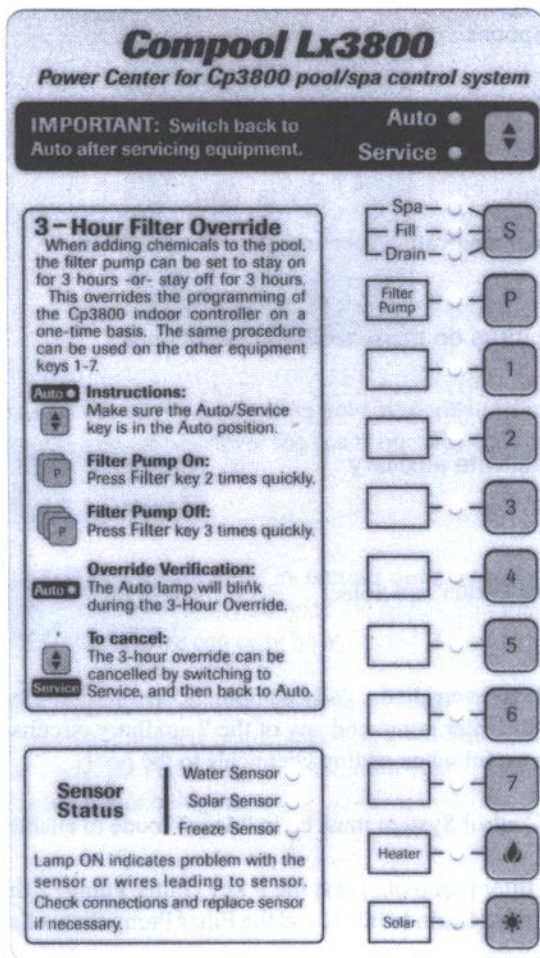 Compool Lx3800
Power Center for Cp3800 pool/spa control system
IMPORTANT: Switch back to
Auto after servicing equipment.
Auto
Service
3-Hour Filter Override
When adding chemicals to the pool,
the filter pump can be set to stay on
for 3 hours -or- stay off for 3 hours.
This overrides the programming of
the Cp3800 indoor controller on a
one-time basis. The same procedure
can be used on the other equipment
keys 1-7.
Auto
Instructions:
Make sure the Auto/Service
key is in the Auto position.
P
Filter Pump On:
Press Filter key 2 times quickly.
P
Filter Pump Off:
Press Filter key 3 times quickly.
Override Verification:
Auto
The Auto lamp will blink
during the 3-Hour Override.
To cancel:
The 3-hour override can be
cancelled by switching to
Service
Service, and then back to Auto.
Sensor
Status
Water Sensor
Solar Sensor
Freeze Sensor
Lamp ON indicates problem with the
sensor or wires leading to sensor.
Check connections and replace sensor
if necessary.
Spa
Fill
Drain
S
Filter
Pump
P
1
2
3
4
5
6
7
Heater
Solar